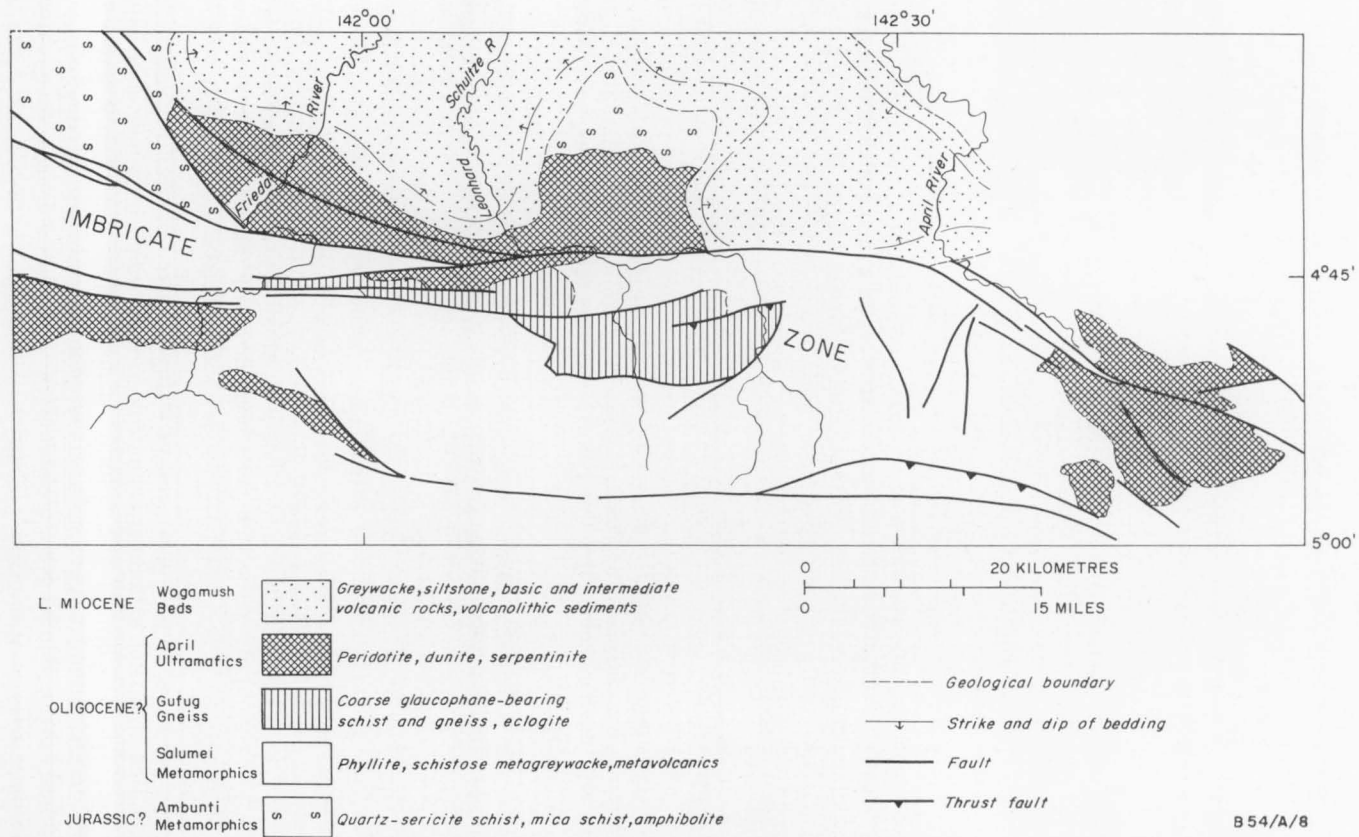 142°00'
142°30'
River
Frieda
Leonhard Schultze R
April River
IMBRICATE
ZONE
4°45'
5°00'
L. MIOCENE
Wogamush
Beds
Greywacke, siltstone, basic and intermediate
volcanic rocks, volcanolithic sediments
OLIGOCENE?
April
Ultramafics
Peridotite, dunite, serpentinite
Gufug
Gneiss
Coarse glaucophane-bearing
schist and gneiss, eclogite
Salumei
Metamorphics
Phyllite, schistose metagreywacke, metavolcanics
JURASSIC?
Ambunti
Metamorphics
s s
s
Quartz-sericite schist, mica schist, amphibolite
0 20 KILOMETRES
0 15 MILES
Geological boundary
Strike and dip of bedding
Fault
Thrust fault
B54/A/8